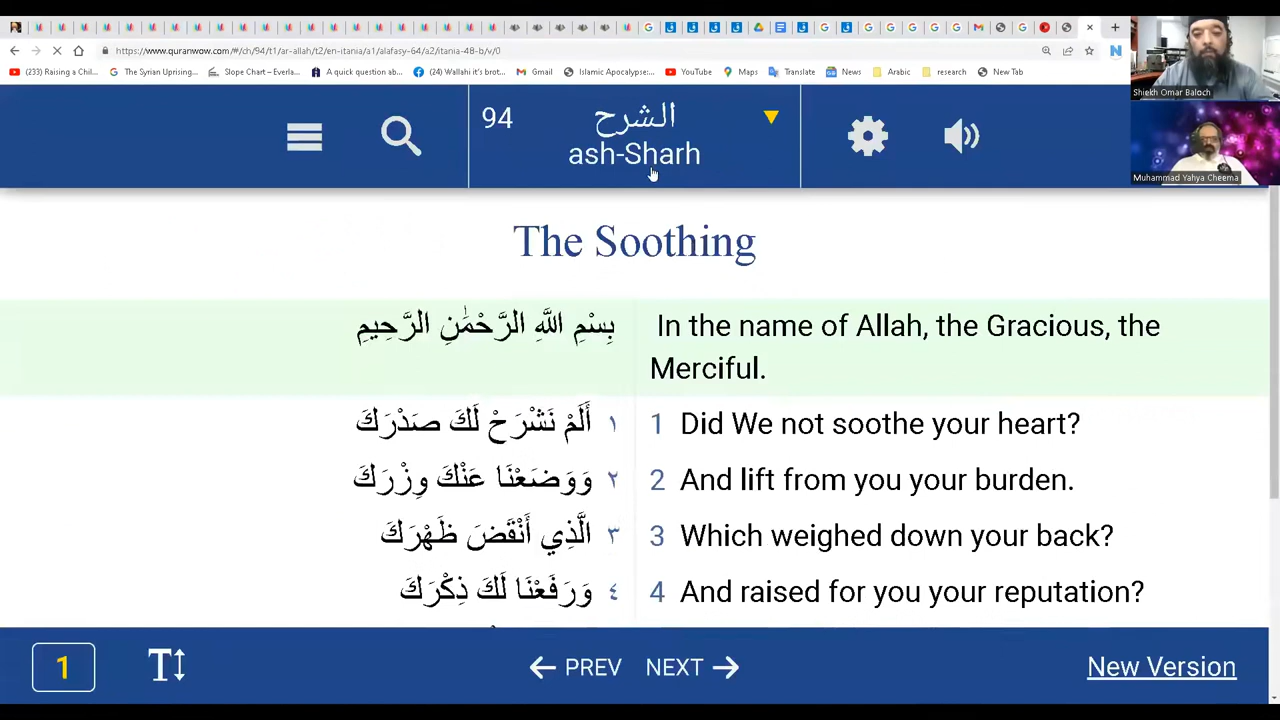 https://www.quranwow.com/#/ch/94/t1/ar-allah/t2/en-itania/a1/alafasy-64/a2/itania-48-b/v/0
(233) Raising a Chil...
The Syrian Uprising...
Slope Chart – Everla...
A quick question ab...
(24) Wallahi it's brot...
Gmail
Islamic Apocalypse:...
YouTube
Maps
Translate
News
Arabic
research
New Tab
Shiekh Omar Baloch
Muhammad Yahya Cheema
94
الشرح
ash-Sharh
The Soothing
بِسْمِ اللَّهِ الرَّحْمَٰنِ الرَّحِيمِ
In the name of Allah, the Gracious, the
Merciful.
١ أَلَمْ نَشْرَحْ لَكَ صَدْرَكَ
1 Did We not soothe your heart?
٢ وَوَضَعْنَا عَنْكَ وِزْرَكَ
2 And lift from you your burden.
٣ الَّذِي أَنْقَضَ ظَهْرَكَ
3 Which weighed down your back?
٤ وَرَفَعْنَا لَكَ ذِكْرَكَ
4 And raised for you your reputation?
1
T
PREV NEXT
New Version